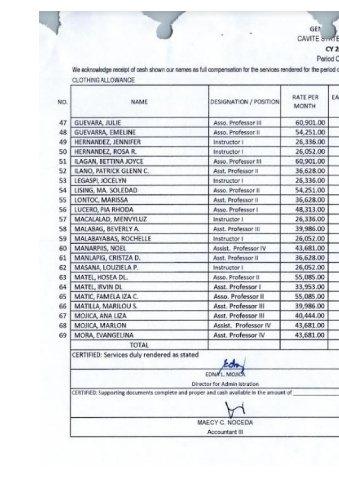 GEN
CAVITE STATE
CY 2
Period C
We acknowledge receipt of cash shown our names as full compensation for the services rendered for the period c
CLOTHING ALLOWANCE
NO. NAME DESIGNATION / POSITION RATE PER MONTH EA
47 GUEVARA, JULIE Asso. Professor III 60,901.00
48 GUEVARRA, EMELINE Asso. Professor II 54,251.00
49 HERNANDEZ, JENNIFER Instructor I 26,336.00
50 HERNANDEZ, ROSA R. Instructor I 26,052.00
51 ILAGAN, BETTINA JOYCE Asso. Professor III 60,901.00
52 ILANO, PATRICK GLENN C. Asst. Professor II 36,628.00
53 LEGASPI, JOCELYN Instructor I 26,336.00
54 LISING, MA. SOLEDAD Asso. Professor II 54,251.00
55 LONTOC, MARISSA Asst. Professor II 36,628.00
56 LUCERO, PIA RHODA Asso. Professor I 48,313.00
57 MACALALAD, MENVYLUZ Instructor I 26,336.00
58 MALABAG, BEVERLY A. Asst. Professor III 39,986.00
59 MALABAYABAS, ROCHELLE Instructor I 26,052.00
60 MANARPIIS, NOEL Assist. Professor IV 43,681.00
61 MANLAPIG, CRISTZA D. Asst. Professor II 36,628.00
62 MASANA, LOUZIELA P. Instructor I 26,052.00
63 MATEL, HOSEA DL. Asso. Professor II 55,085.00
64 MATEL, IRVIN DL Asst. Professor I 33,953.00
65 MATIC, FAMELA IZA C. Asso. Professor II 55,085.00
66 MATILLA, MARILOU S. Asst. Professor III 39,986.00
67 MOJICA, ANA LIZA Asst. Professor III 40,444.00
68 MOJICA, MARLON Assist. Professor IV 43,681.00
69 MORA, EVANGELINA Asst. Professor IV 43,681.00
TOTAL
CERTIFIED: Services duly rendered as stated
EDNA L. MOJICA
Director for Administration
CERTIFIED: Supporting documents complete and proper and cash available in the amount of
MAECY C. NOCEDA
Accountant III